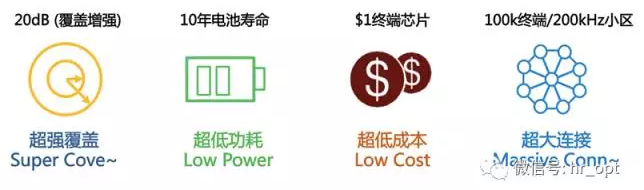 20dB (覆盖增强)
10年电池寿命
$1终端芯片
100k终端/200kHz小区
$
$
超强覆盖
Super Cove~
超低功耗
Low Power
超低成本
Low Cost
超大连接
Massive Conn~
微信号: nr_opt